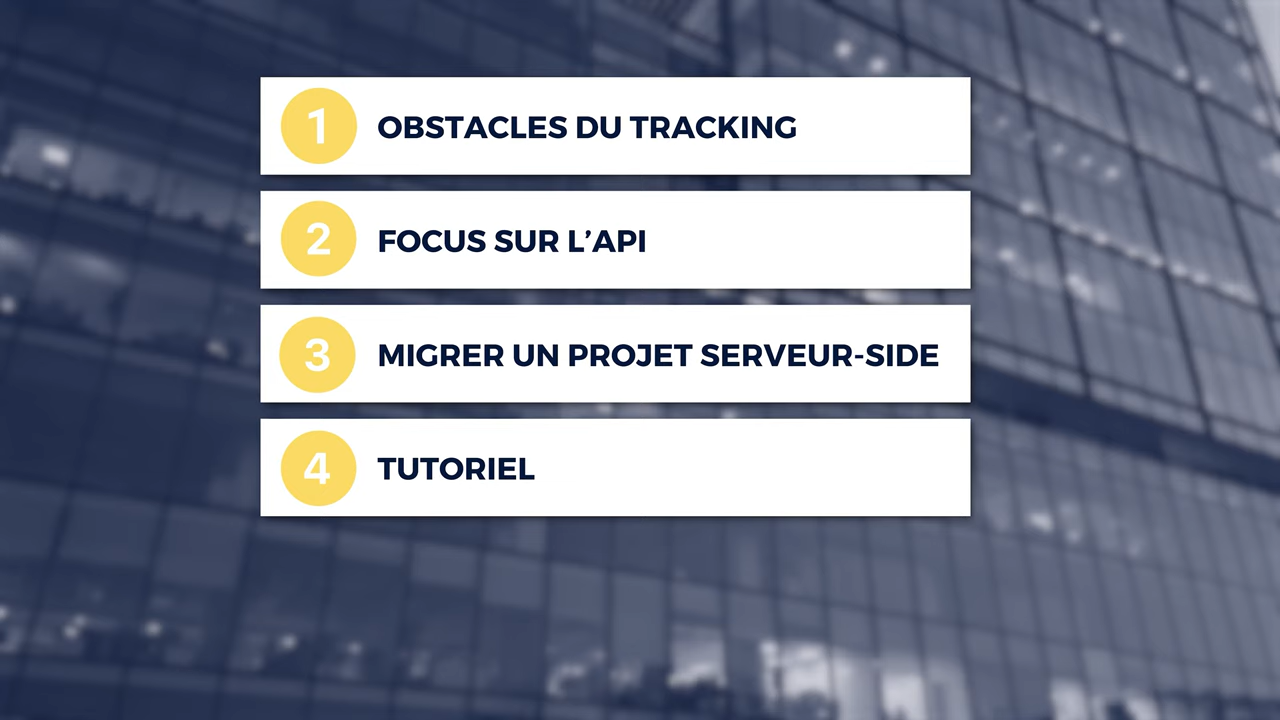 1 OBSTACLES DU TRACKING
2 FOCUS SUR L’API
3 MIGRER UN PROJET SERVEUR-SIDE
4 TUTORIEL